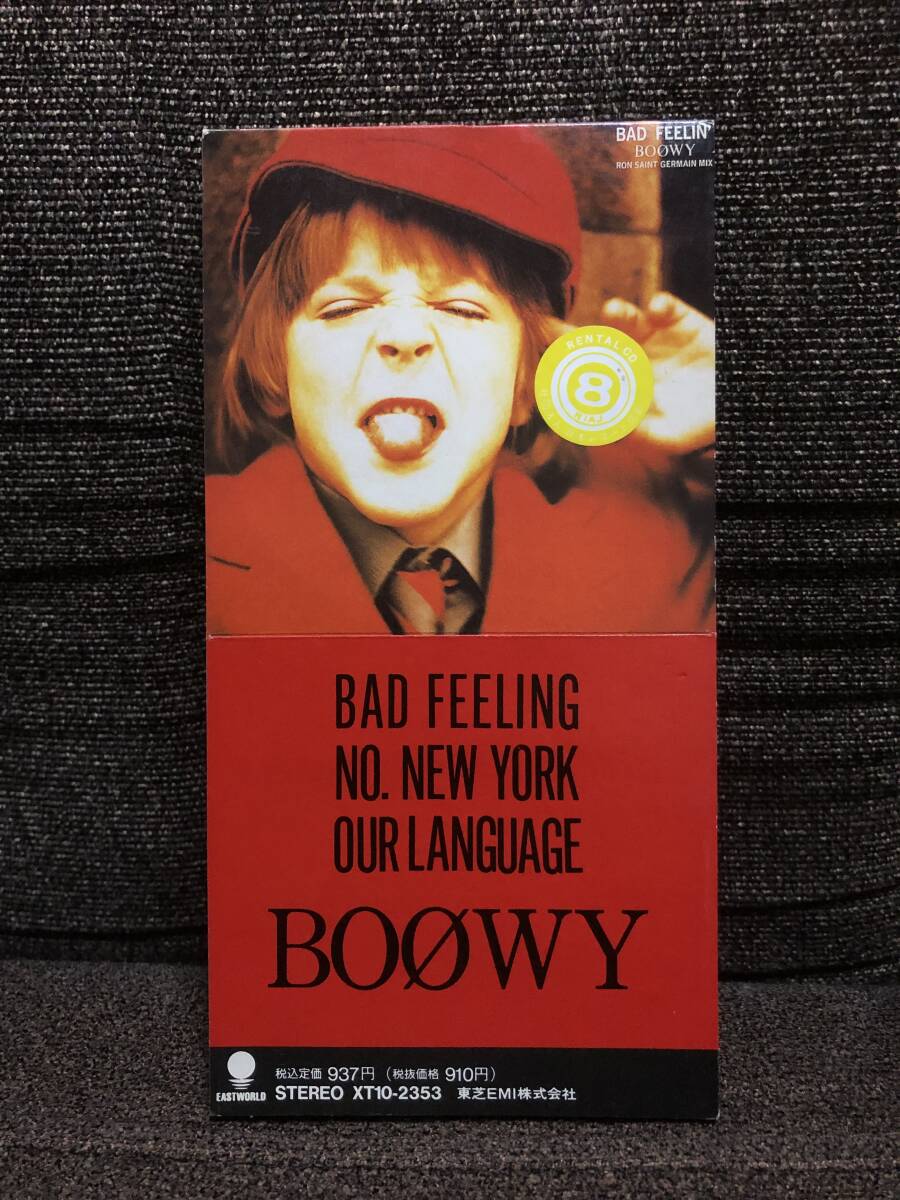 BAD FEELIN'
BOØWY
RON SAINT GERMAIN MIX
RENTAL CD
8
RIAJ
BAD FEELING
NO. NEW YORK
OUR LANGUAGE
BOØWY
税込定価 937円 (税抜価格 910円)
STEREO XT10-2353 東芝EMI株式会社
EASTWORLD